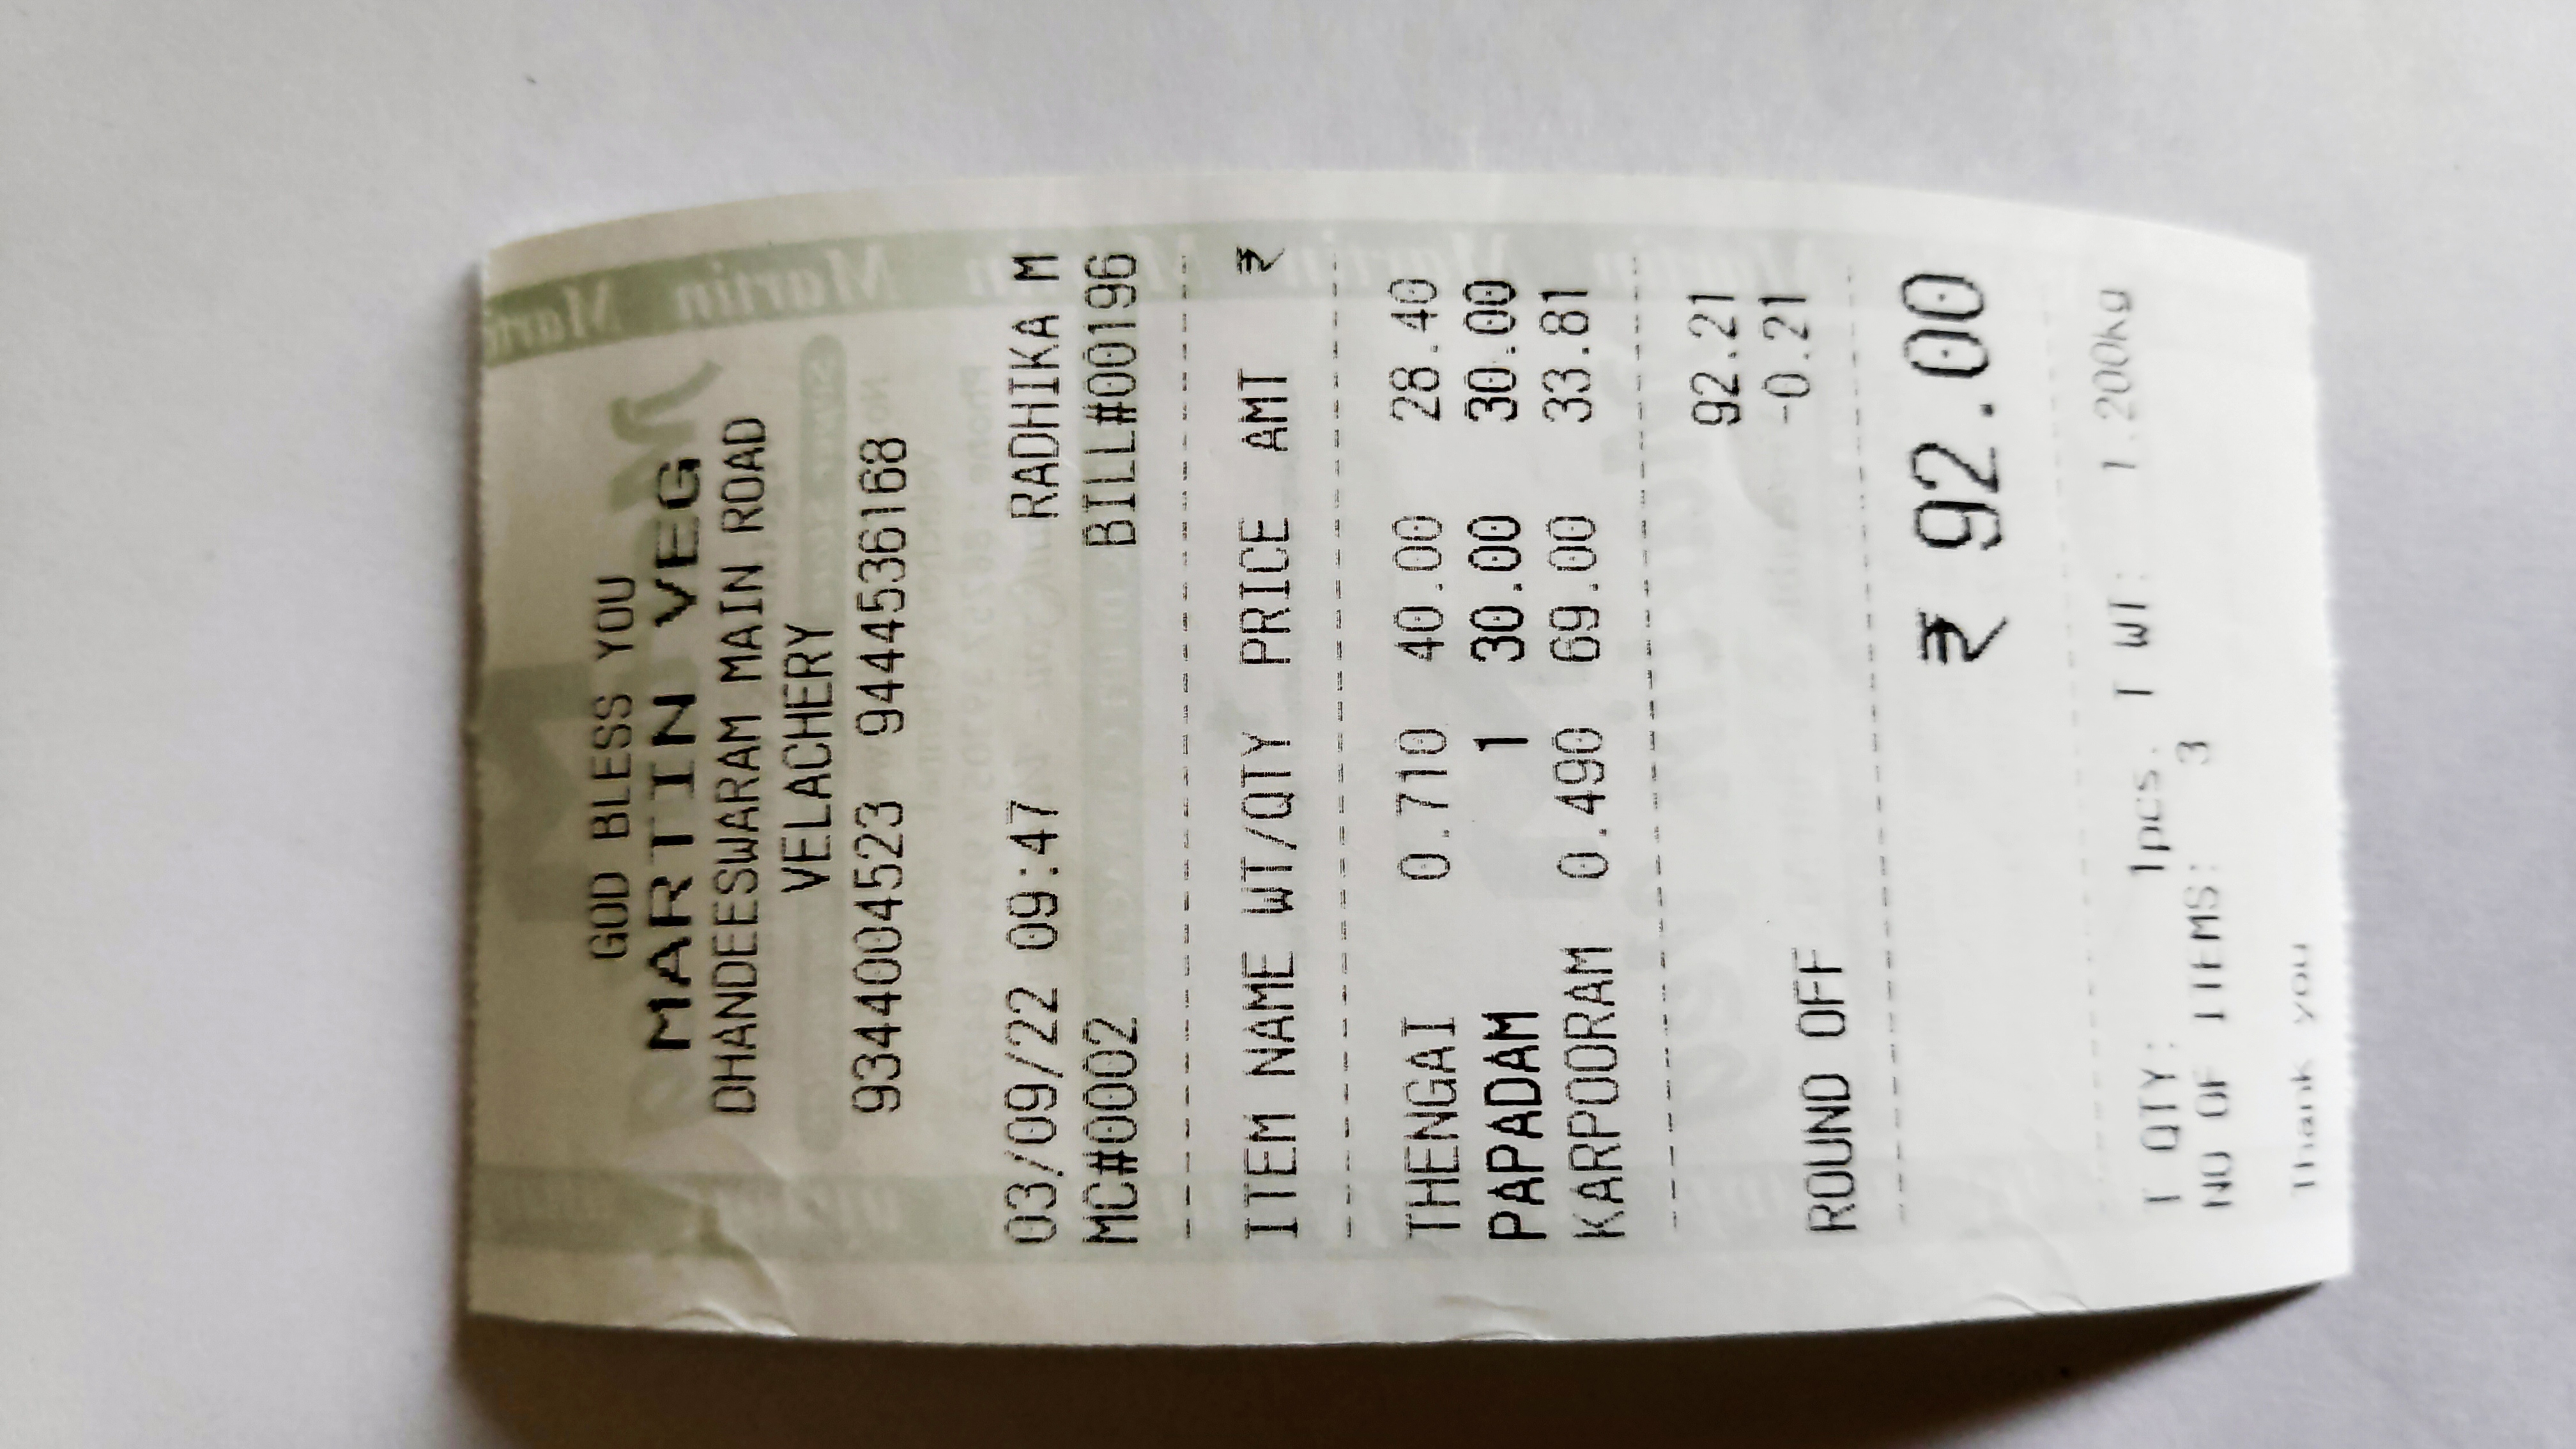 GOD BLESS YOU
MARTIN VEG
DHANDEESWARAM MAIN ROAD
VELACHERY
9344004523 9444536168
03/09/22 09:47 RADHIKA M
MC#0002 BILL#00196
ITEM NAME WT/QTY PRICE AMT ₹
THENGAI 0.710 40.00 28.40
PAPADAM 1 30.00 30.00
KARPOORAM 0.490 69.00 33.81
92.21
ROUND OFF -0.21
₹ 92.00
T QTY: 1pcs. T WT: 1.200kg
NO OF ITEMS: 3
Thank you